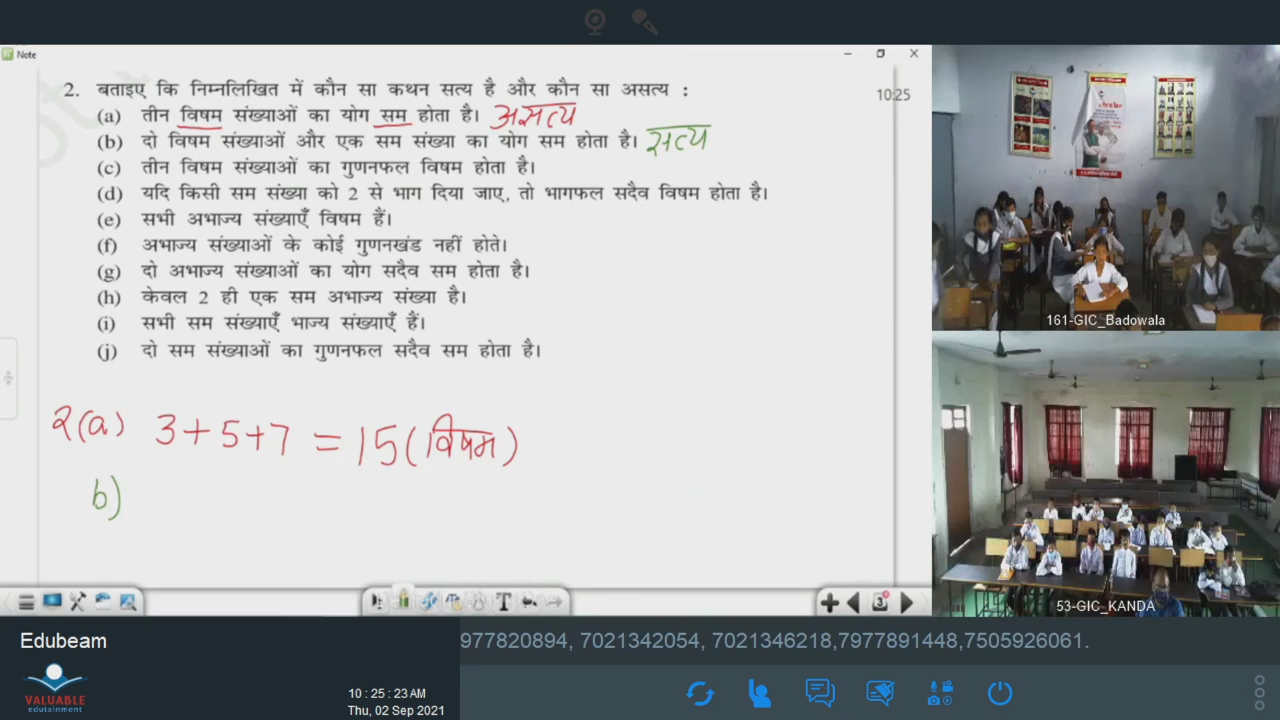 Note
2. बताइए कि निम्नलिखित में कौन सा कथन सत्य है और कौन सा असत्य :
10:25
(a) तीन विषम संख्याओं का योग सम होता है। असत्य
(b) दो विषम संख्याओं और एक सम संख्या का योग सम होता है। सत्य
(c) तीन विषम संख्याओं का गुणनफल विषम होता है।
(d) यदि किसी सम संख्या को 2 से भाग दिया जाए, तो भागफल सदैव विषम होता है।
(e) सभी अभाज्य संख्याएँ विषम हैं।
(f) अभाज्य संख्याओं के कोई गुणनखंड नहीं होते।
(g) दो अभाज्य संख्याओं का योग सदैव सम होता है।
(h) केवल 2 ही एक सम अभाज्य संख्या है।
(i) सभी सम संख्याएँ भाज्य संख्याएँ हैं।
(j) दो सम संख्याओं का गुणनफल सदैव सम होता है।
2(a) 3+5+7 = 15 (विषम)
b)
161-GIC_Badowala
53-GIC_KANDA
3
Edubeam
977820894, 7021342054, 7021346218,7977891448,7505926061.
VALUABLE
edutainment
10 : 25 : 23 AM
Thu, 02 Sep 2021